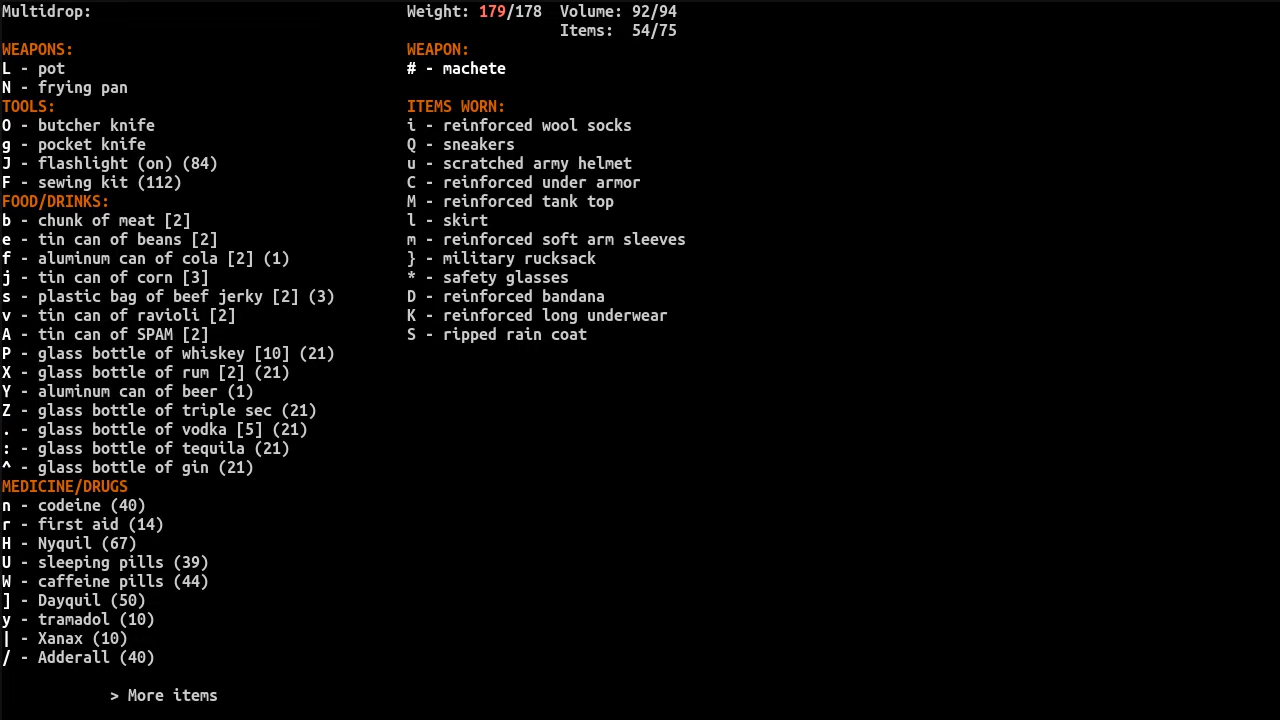 Multidrop: Weight: 179/178 Volume: 92/94
Items: 54/75
WEAPONS: WEAPON:
L - pot # - machete
N - frying pan
TOOLS: ITEMS WORN:
O - butcher knife i - reinforced wool socks
g - pocket knife Q - sneakers
J - flashlight (on) (84) u - scratched army helmet
F - sewing kit (112) C - reinforced under armor
FOOD/DRINKS: M - reinforced tank top
b - chunk of meat [2] l - skirt
e - tin can of beans [2] m - reinforced soft arm sleeves
f - aluminum can of cola [2] (1) } - military rucksack
j - tin can of corn [3] * - safety glasses
s - plastic bag of beef jerky [2] (3) D - reinforced bandana
v - tin can of ravioli [2] K - reinforced long underwear
A - tin can of SPAM [2] S - ripped rain coat
P - glass bottle of whiskey [10] (21)
X - glass bottle of rum [2] (21)
Y - aluminum can of beer (1)
Z - glass bottle of triple sec (21)
. - glass bottle of vodka [5] (21)
: - glass bottle of tequila (21)
^ - glass bottle of gin (21)
MEDICINE/DRUGS
n - codeine (40)
r - first aid (14)
H - Nyquil (67)
U - sleeping pills (39)
W - caffeine pills (44)
] - Dayquil (50)
y - tramadol (10)
| - Xanax (10)
/ - Adderall (40)
> More items